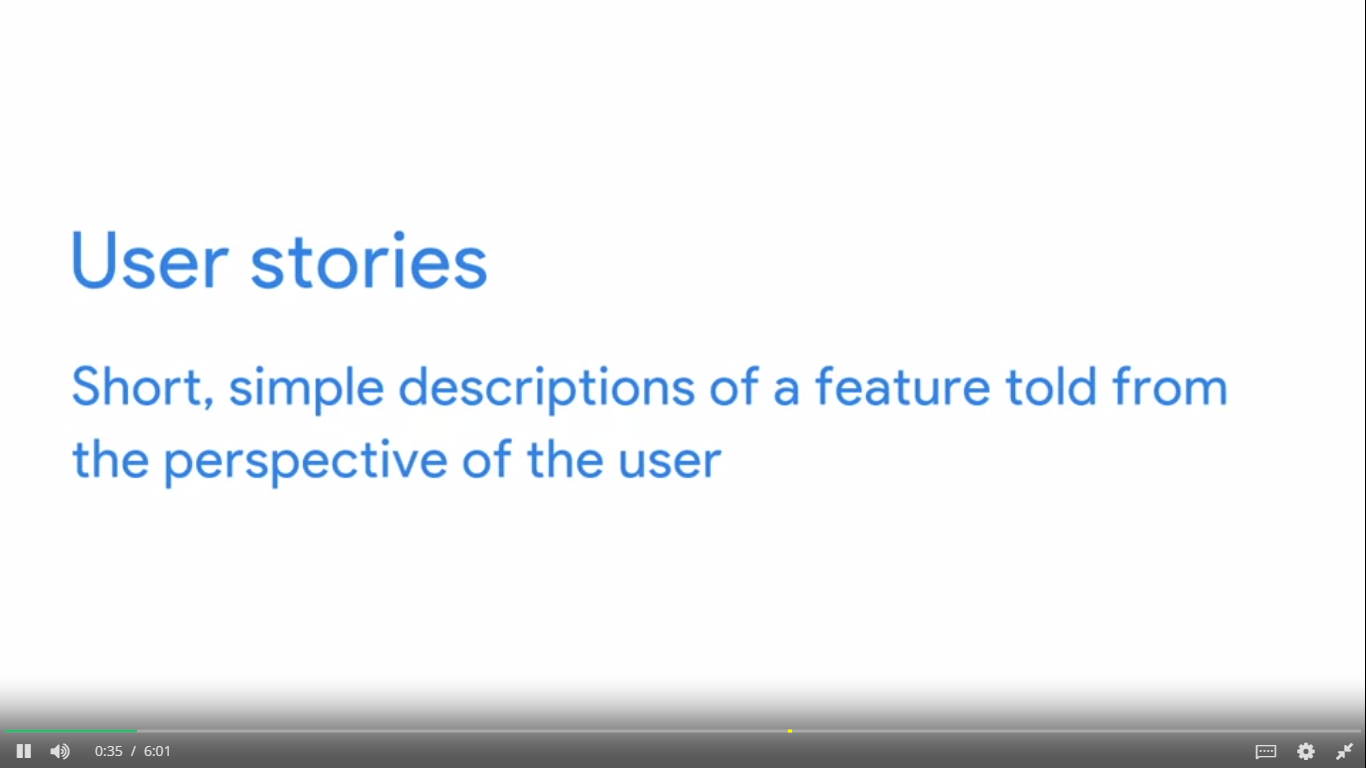 User stories
Short, simple descriptions of a feature told from
the perspective of the user
0:35 / 6:01